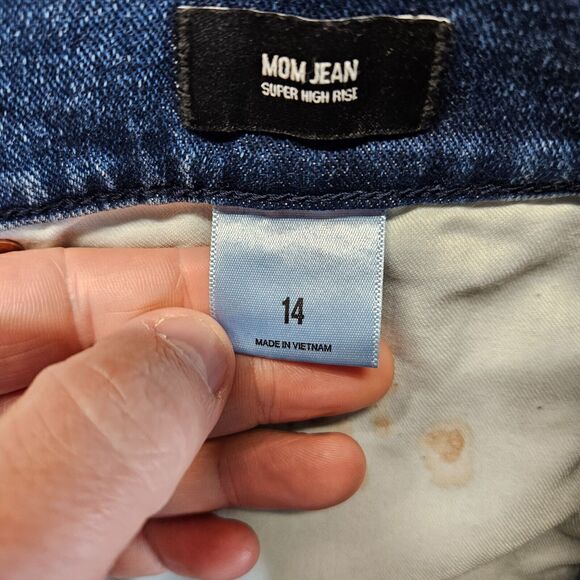 MOM JEAN
SUPER HIGH RISE
14
MADE IN VIETNAM